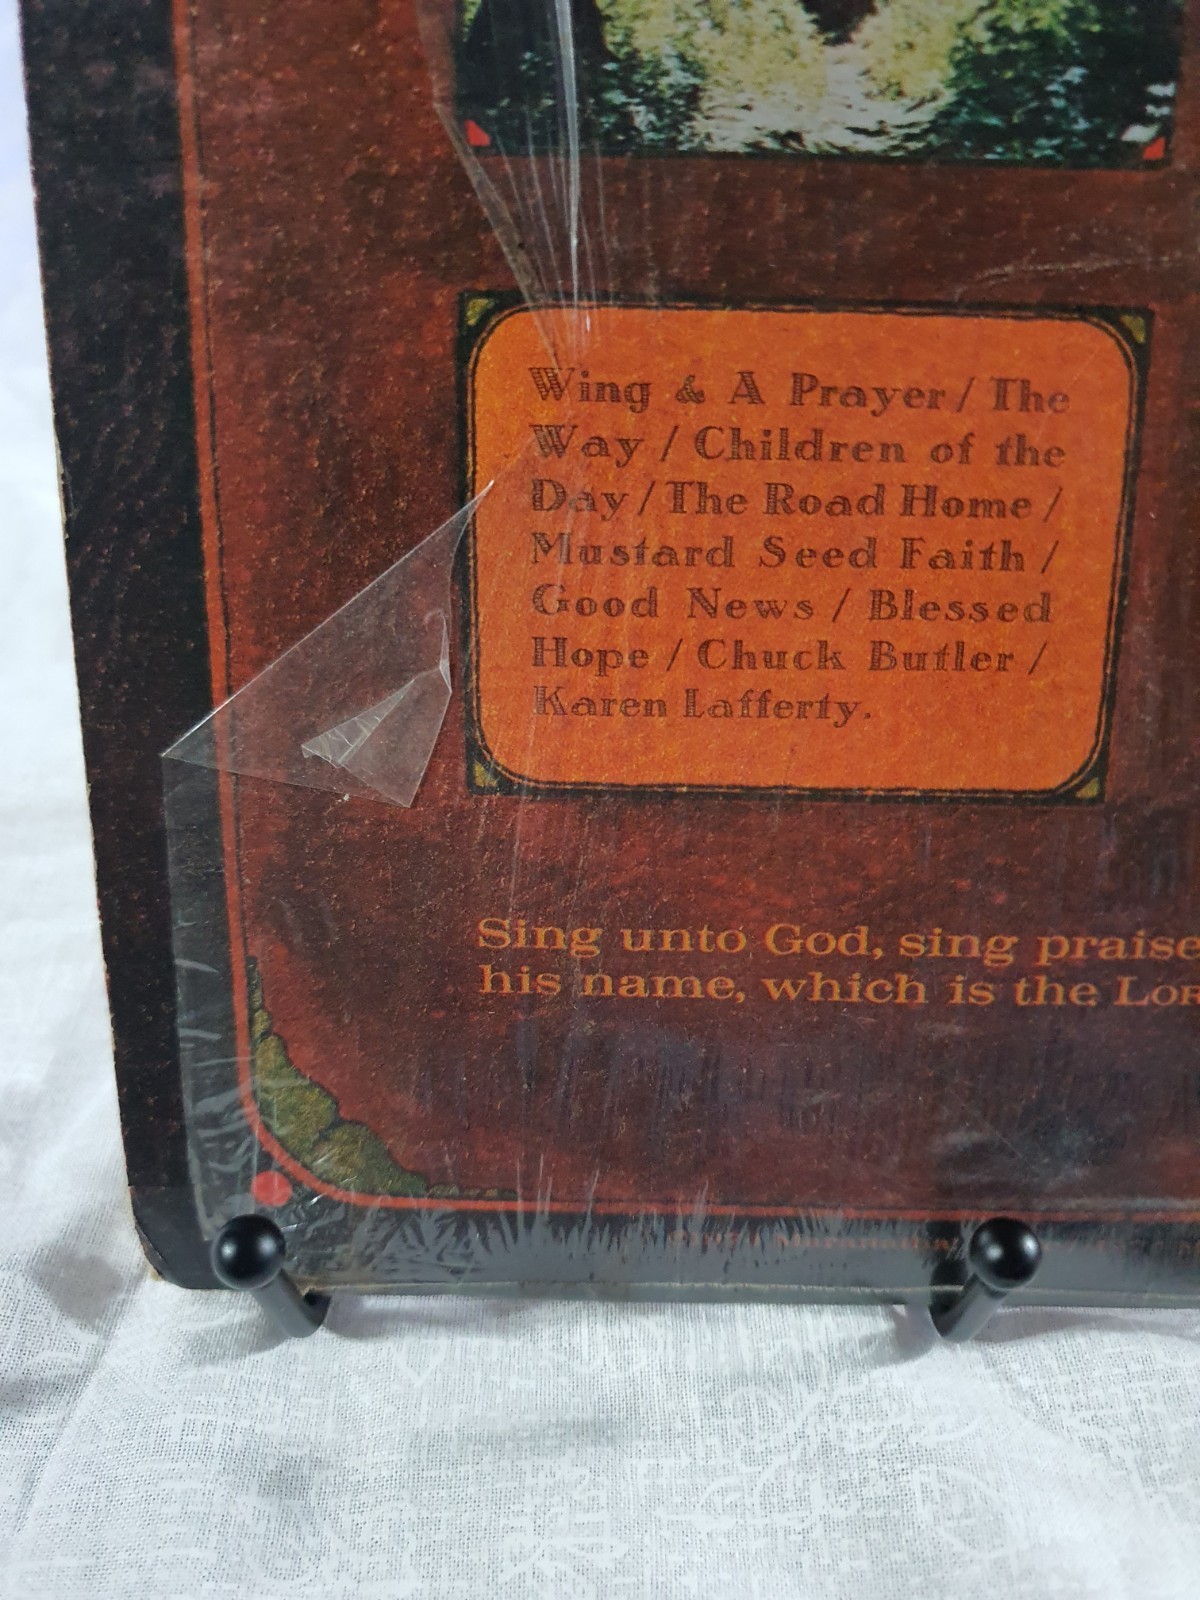 Wing & A Prayer / The
Way / Children of the
Day / The Road Home /
Mustard Seed Faith /
Good News / Blessed
Hope / Chuck Butler /
Karen Lafferty.
Sing unto God, sing praise
his name, which is the
Maranatha